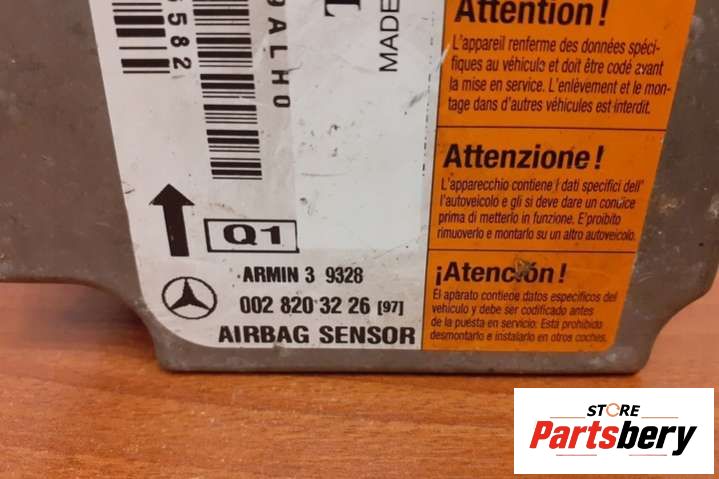 5582
9ALH0
T
MADE
Q1
ARMIN 3 9328
002 820 32 26 [97]
AIRBAG SENSOR
Attention !
L'appareil renferme des données spéci-
fiques au véhicule et doit être codé avant
la mise en service. L'enlèvement et le mon-
tage dans d'autres véhicules est interdit.
Attenzione !
L'apparecchio contiene i dati specifici dell'
autoveicolo e gli si deve dare un condice
prima di metterlo in funzione. E'proibito
rimuoverlo e montarlo su un altro autoveicolo.
¡Atención !
El aparato contiene datos específicos del
vehículo y debe ser codificado antes
de la puesta en servicio. Esta prohibido
desmontarlo e instalarlo en otros coches.
STORE
Partsbery